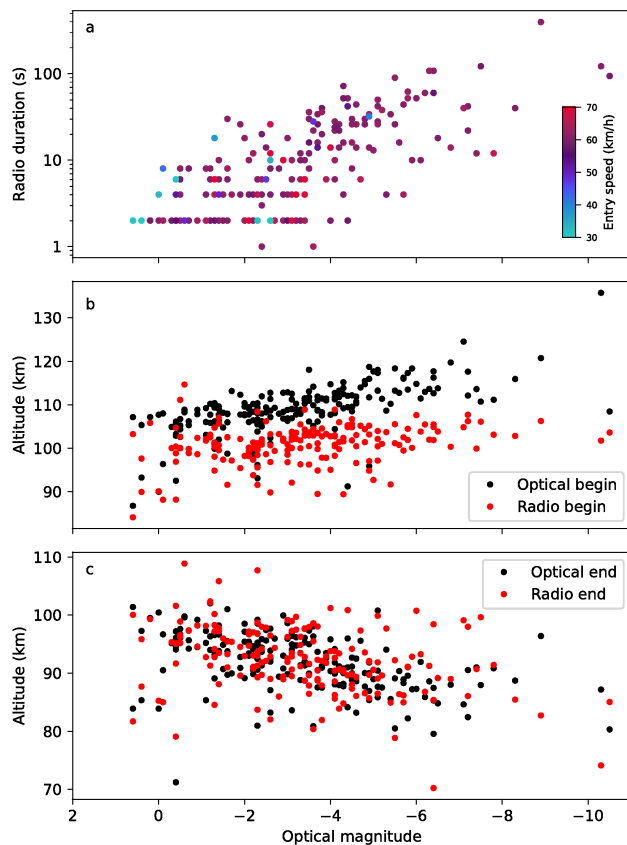 a
Radio duration (s)
100
10
1
70
60
50
40
30
Entry speed (km/h)
b
Altitude (km)
130
120
110
100
90
Optical begin
Radio begin
c
Altitude (km)
110
100
90
80
70
Optical end
Radio end
2
0
−2
−4
−6
−8
−10
Optical magnitude